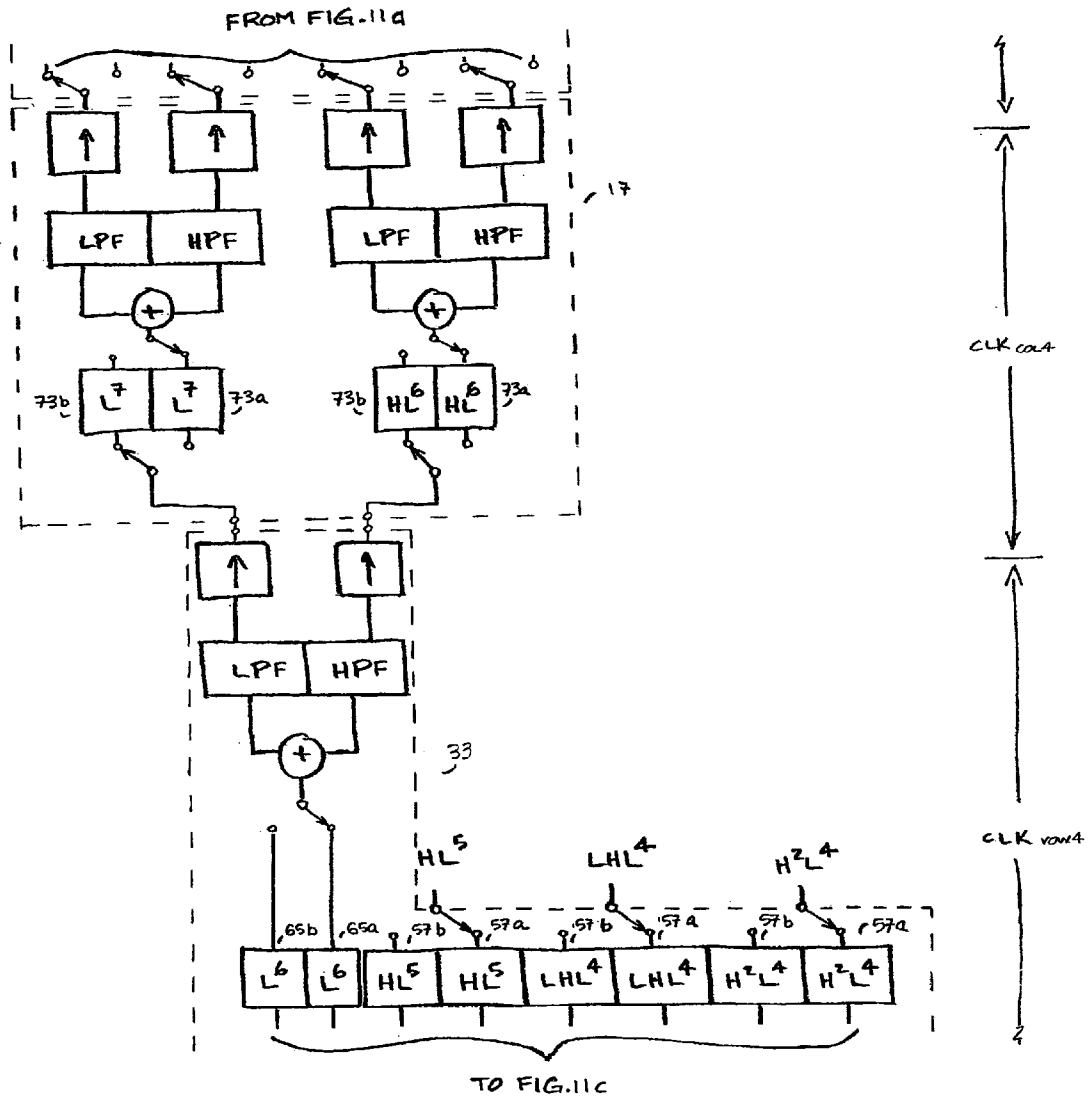 FROM FIG.11a
17
LPF HPF LPF HPF
+ +
CLK col4
73b L⁷ L⁷ 73a 73b HL⁶ HL⁶ 73a
LPF HPF
+
33
CLK row4
HL⁵ LHL⁴ H²L⁴
65b 65a 57b 57a 57b 57a 57b 57a
L⁶ L⁶ HL⁵ HL⁵ LHL⁴ LHL⁴ H²L⁴ H²L⁴
TO FIG.11c